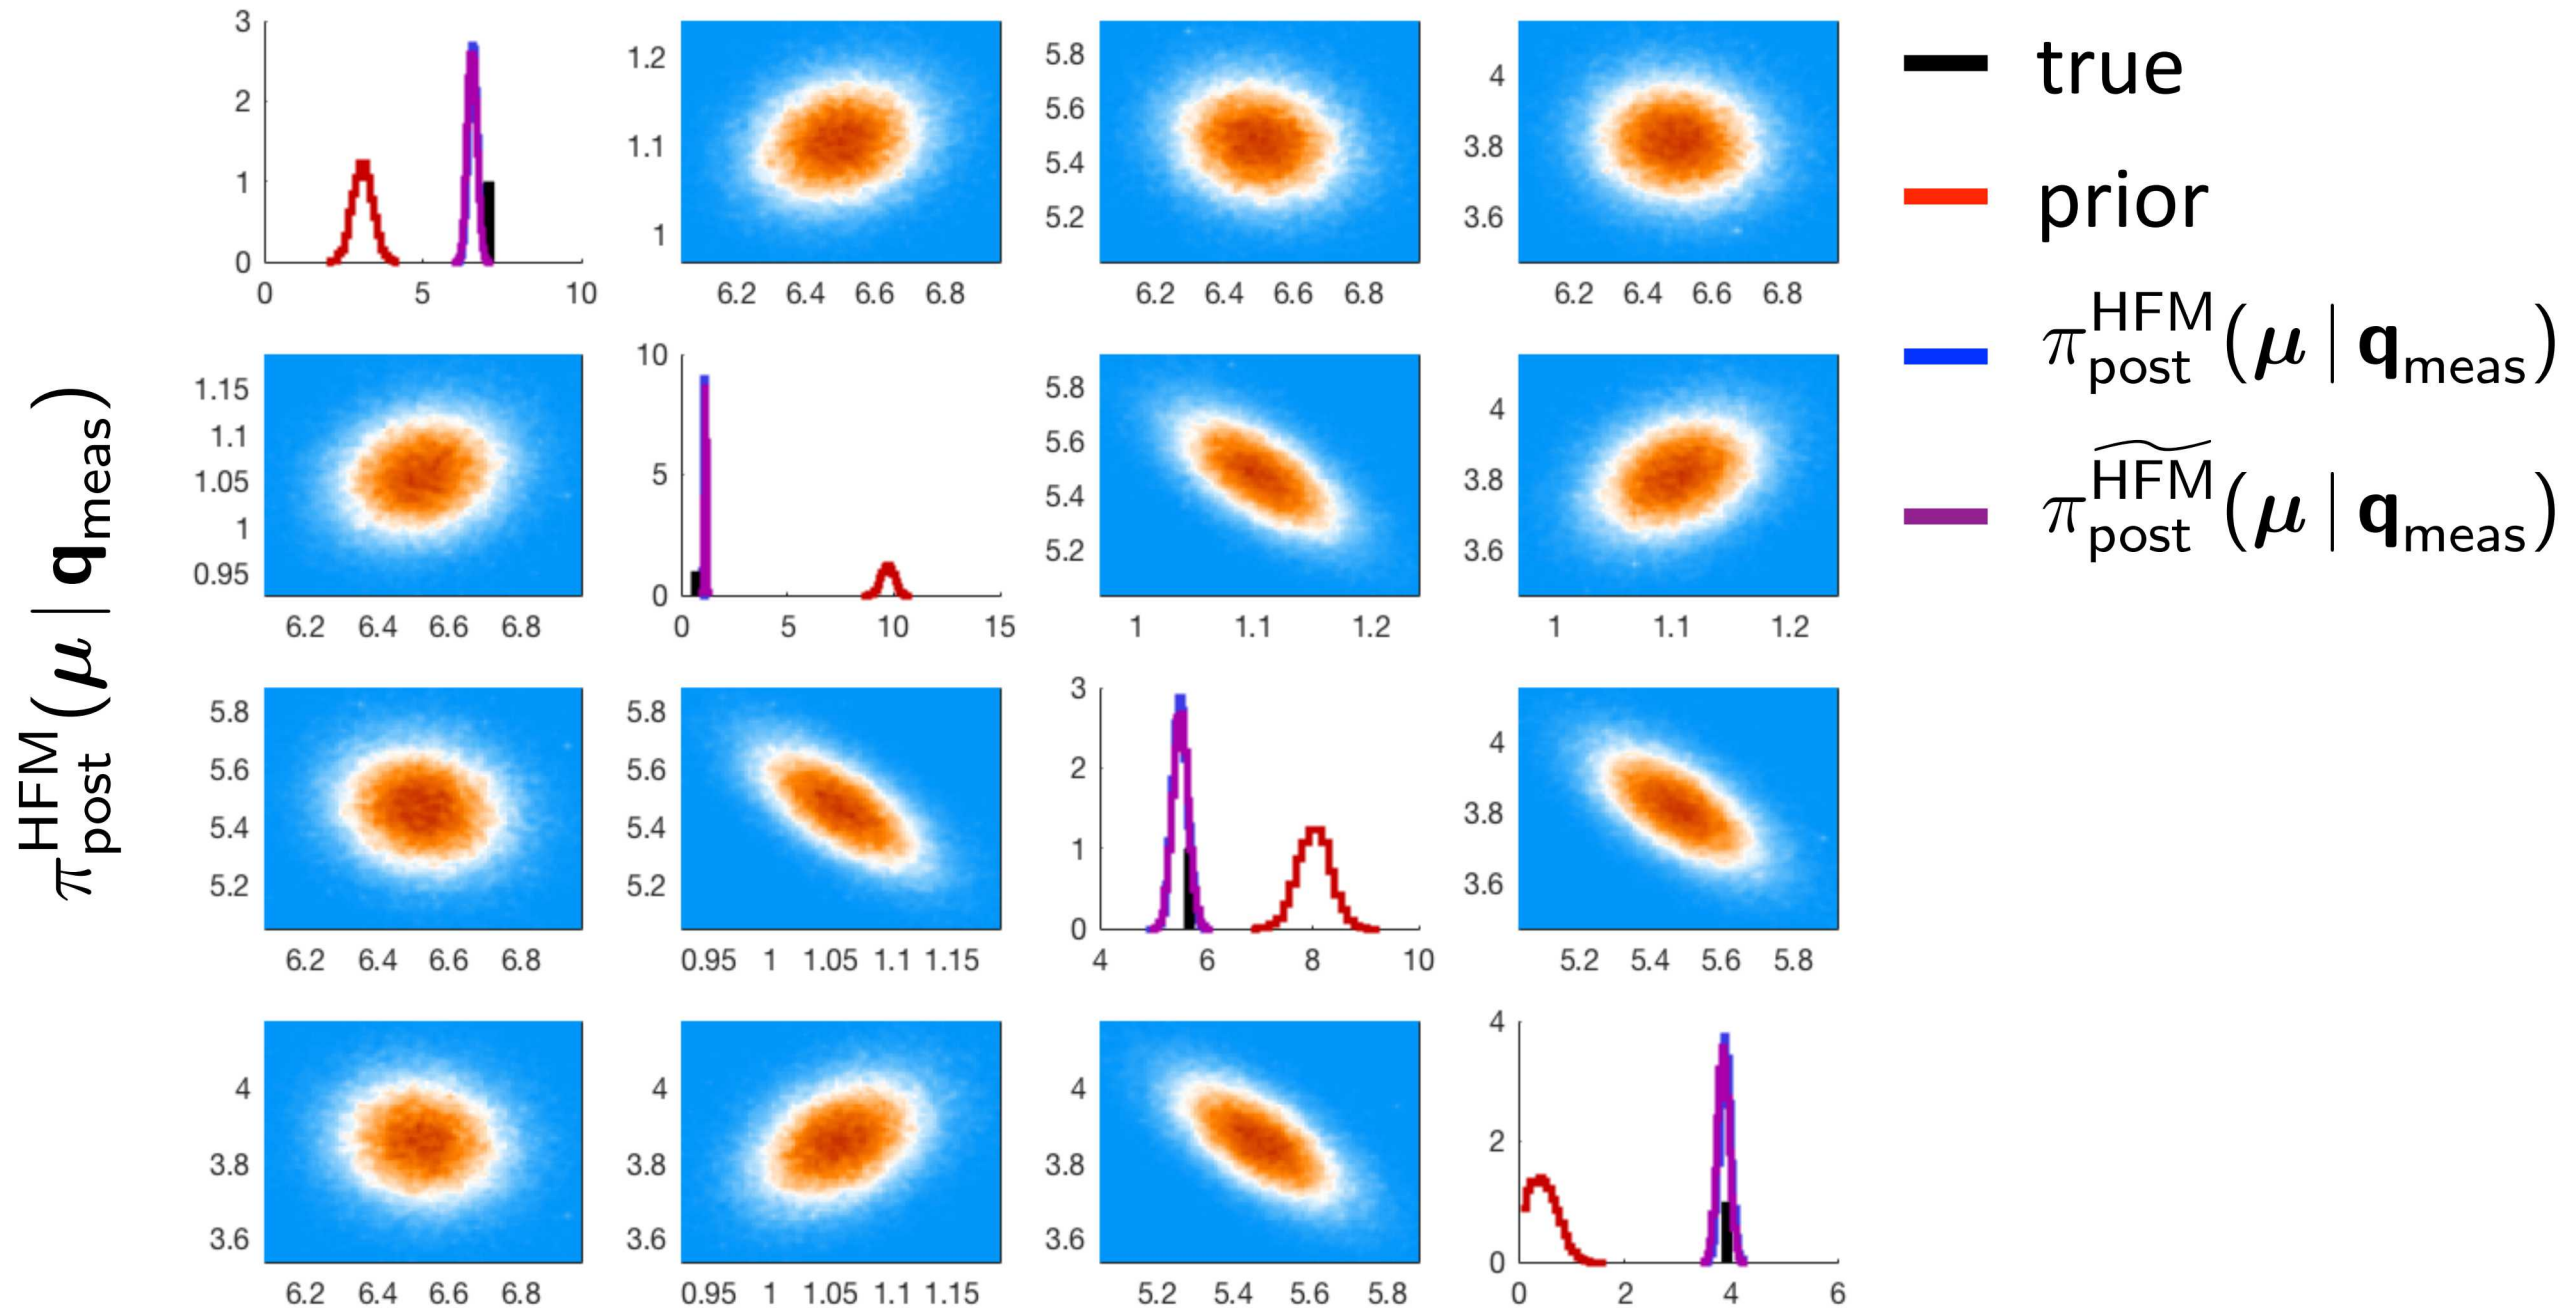 3
2
1
0
0 5 10
1.2
1.1
1
6.2 6.4 6.6 6.8
5.8
5.6
5.4
5.2
6.2 6.4 6.6 6.8
4
3.8
3.6
6.2 6.4 6.6 6.8
true
prior
π^HFM_post(μ | q_meas)
π^\widetilde{HFM}_post(μ | q_meas)
π^HFM_post(μ | q_meas)
1.15
1.1
1.05
1
0.95
6.2 6.4 6.6 6.8
10
5
0
0 5 10 15
5.8
5.6
5.4
5.2
1 1.1 1.2
4
3.8
3.6
1 1.1 1.2
5.8
5.6
5.4
5.2
6.2 6.4 6.6 6.8
5.8
5.6
5.4
5.2
0.95 1 1.05 1.1 1.15
3
2
1
0
4 6 8 10
4
3.8
3.6
5.2 5.4 5.6 5.8
4
3.8
3.6
6.2 6.4 6.6 6.8
4
3.8
3.6
0.95 1 1.05 1.1 1.15
4
3.8
3.6
5.2 5.4 5.6 5.8
4
2
0
0 2 4 6